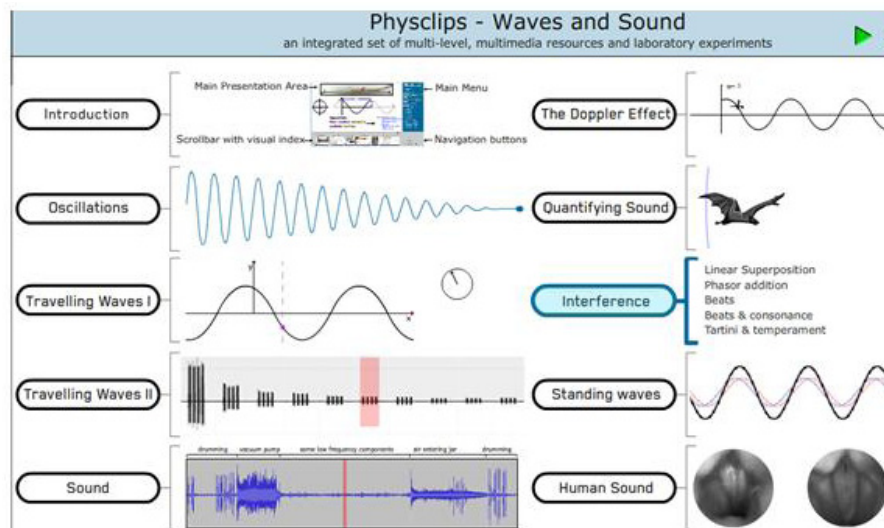 Physclips - Waves and Sound
an integrated set of multi-level, multimedia resources and laboratory experiments
Introduction
Main Presentation Area
Main Menu
Scrollbar with visual index
Navigation buttons
Oscillations
Travelling Waves I
y
x
Travelling Waves II
Sound
drumming
vacuum pump
some low frequency components
air entering jar
drumming
The Doppler Effect
Quantifying Sound
Interference
Linear Superposition
Phasor addition
Beats
Beats & consonance
Tartini & temperament
Standing waves
Human Sound